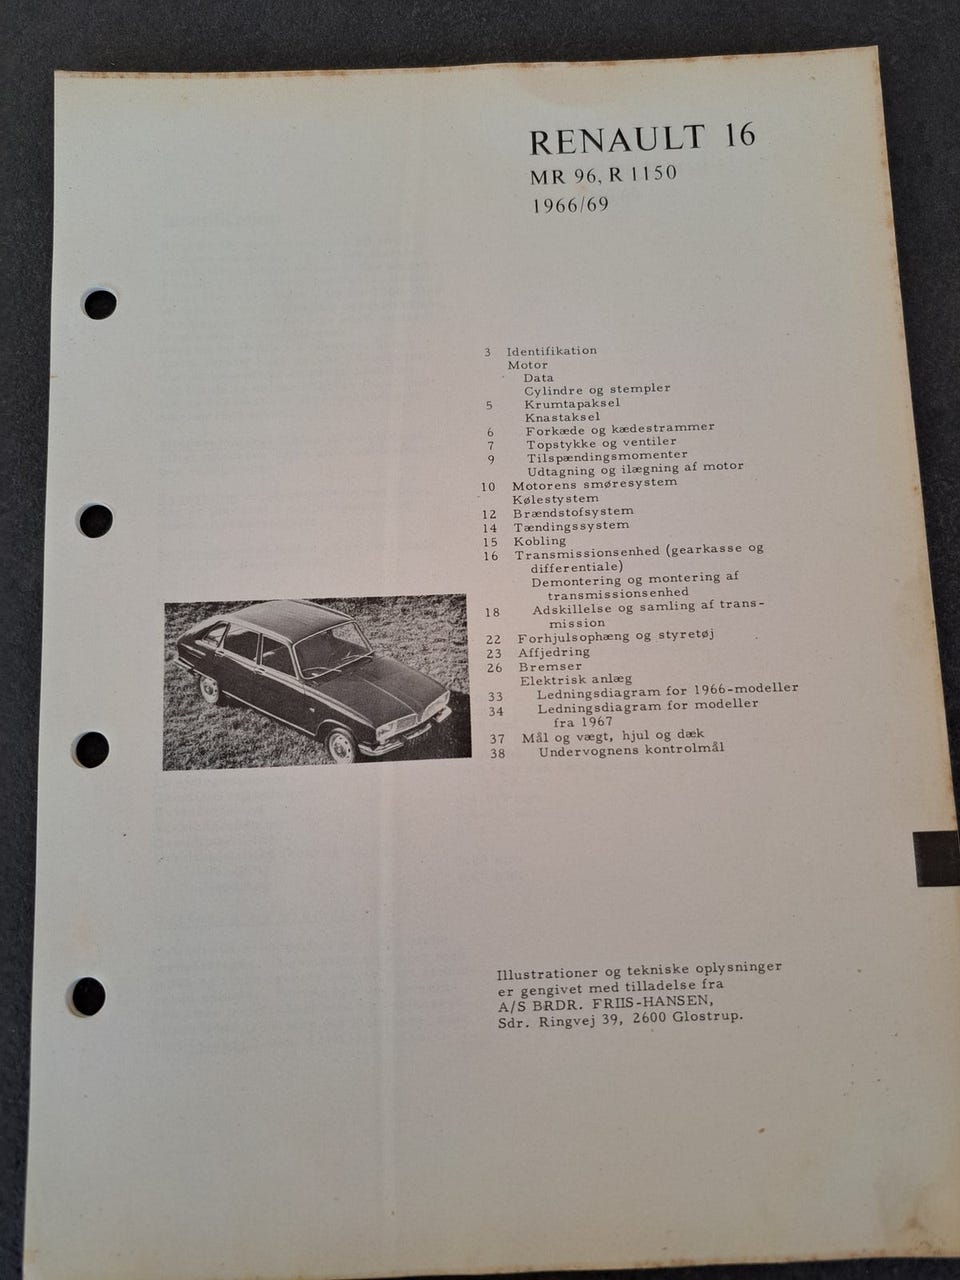 RENAULT 16
MR 96, R 1150
1966/69
3 Identifikation
Motor
Data
Cylindre og stempler
5 Krumtapaksel
Knastaksel
6 Forkæde og kædestrammer
7 Topstykke og ventiler
9 Tilspændingsmomenter
Udtagning og ilægning af motor
10 Motorens smøresystem
Kølestystem
12 Brændstofsystem
14 Tændingssystem
15 Kobling
16 Transmissionsenhed (gearkasse og
differentiale)
Demontering og montering af
transmissionsenhed
18 Adskillelse og samling af trans-
mission
22 Forhjulsophæng og styretøj
23 Affjedring
26 Bremser
Elektrisk anlæg
33 Ledningsdiagram for 1966-modeller
34 Ledningsdiagram for modeller
fra 1967
37 Mål og vægt, hjul og dæk
38 Undervognens kontrolmål
Illustrationer og tekniske oplysninger
er gengivet med tilladelse fra
A/S BRDR. FRIIS-HANSEN,
Sdr. Ringvej 39, 2600 Glostrup.